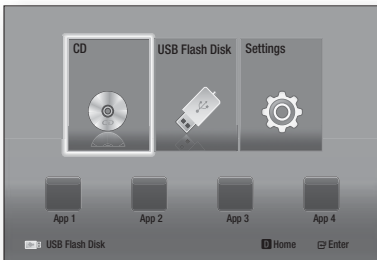 CD USB Flash Disk Settings
App 1 App 2 App 3 App 4
USB Flash Disk D Home Enter